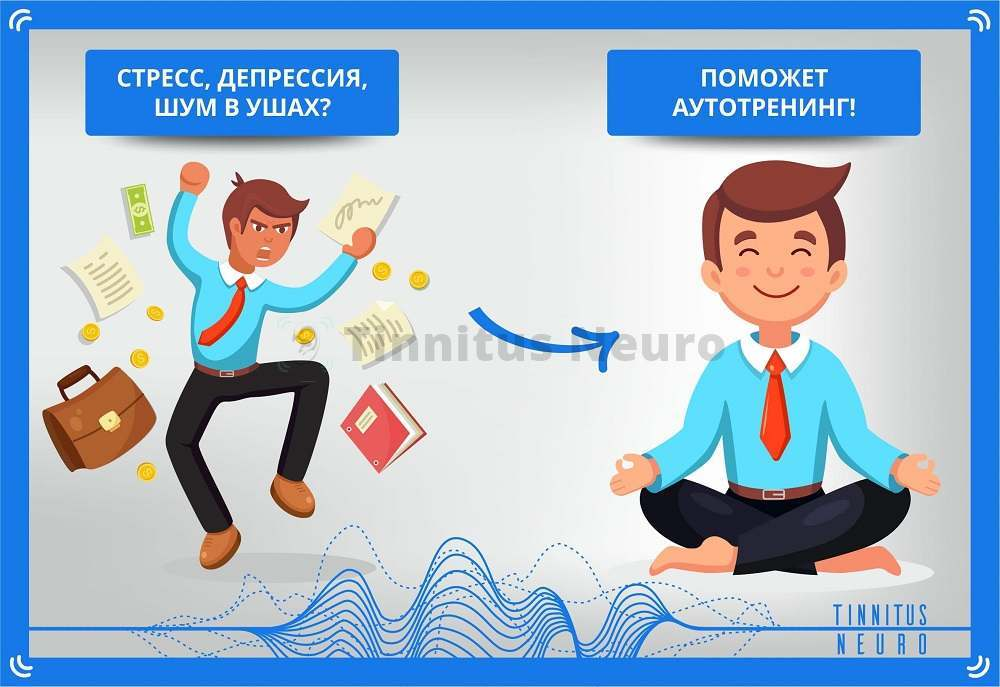 СТРЕСС, ДЕПРЕССИЯ,
ШУМ В УШАХ?
ПОМОЖЕТ
АУТОТРЕНИНГ!
Tinnitus Neuro
TINNITUS
NEURO